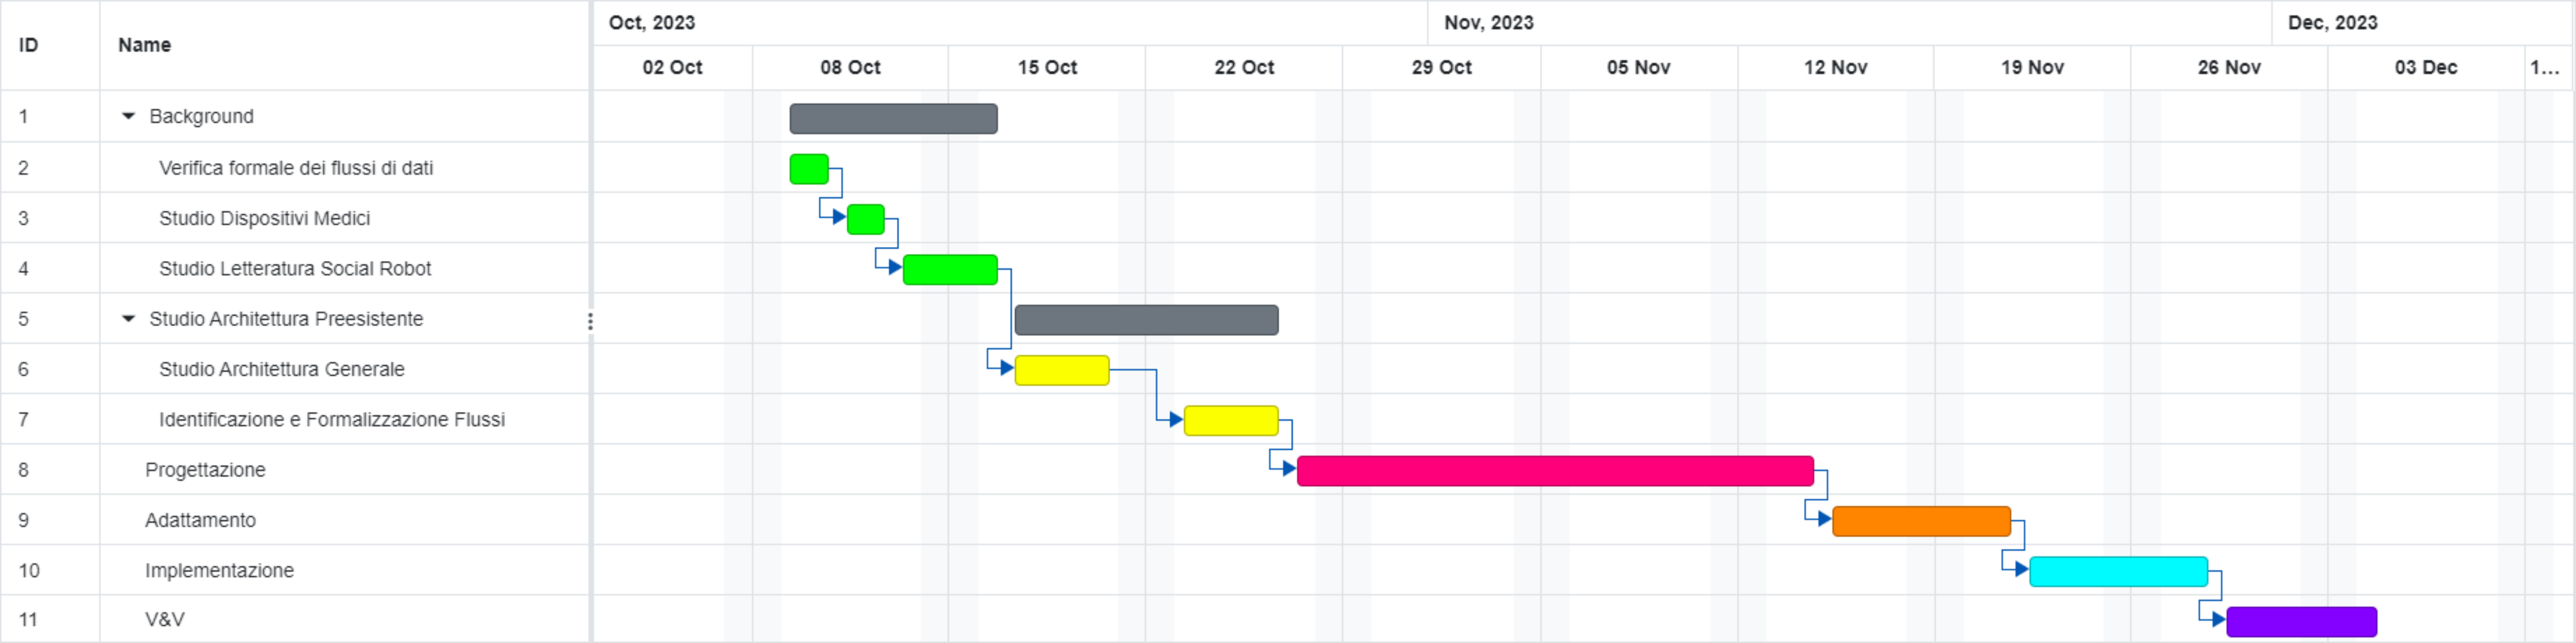 Oct, 2023 Nov, 2023 Dec, 2023
ID Name
02 Oct 08 Oct 15 Oct 22 Oct 29 Oct 05 Nov 12 Nov 19 Nov 26 Nov 03 Dec 1...
1 Background
2 Verifica formale dei flussi di dati
3 Studio Dispositivi Medici
4 Studio Letteratura Social Robot
5 Studio Architettura Preesistente
6 Studio Architettura Generale
7 Identificazione e Formalizzazione Flussi
8 Progettazione
9 Adattamento
10 Implementazione
11 V&V